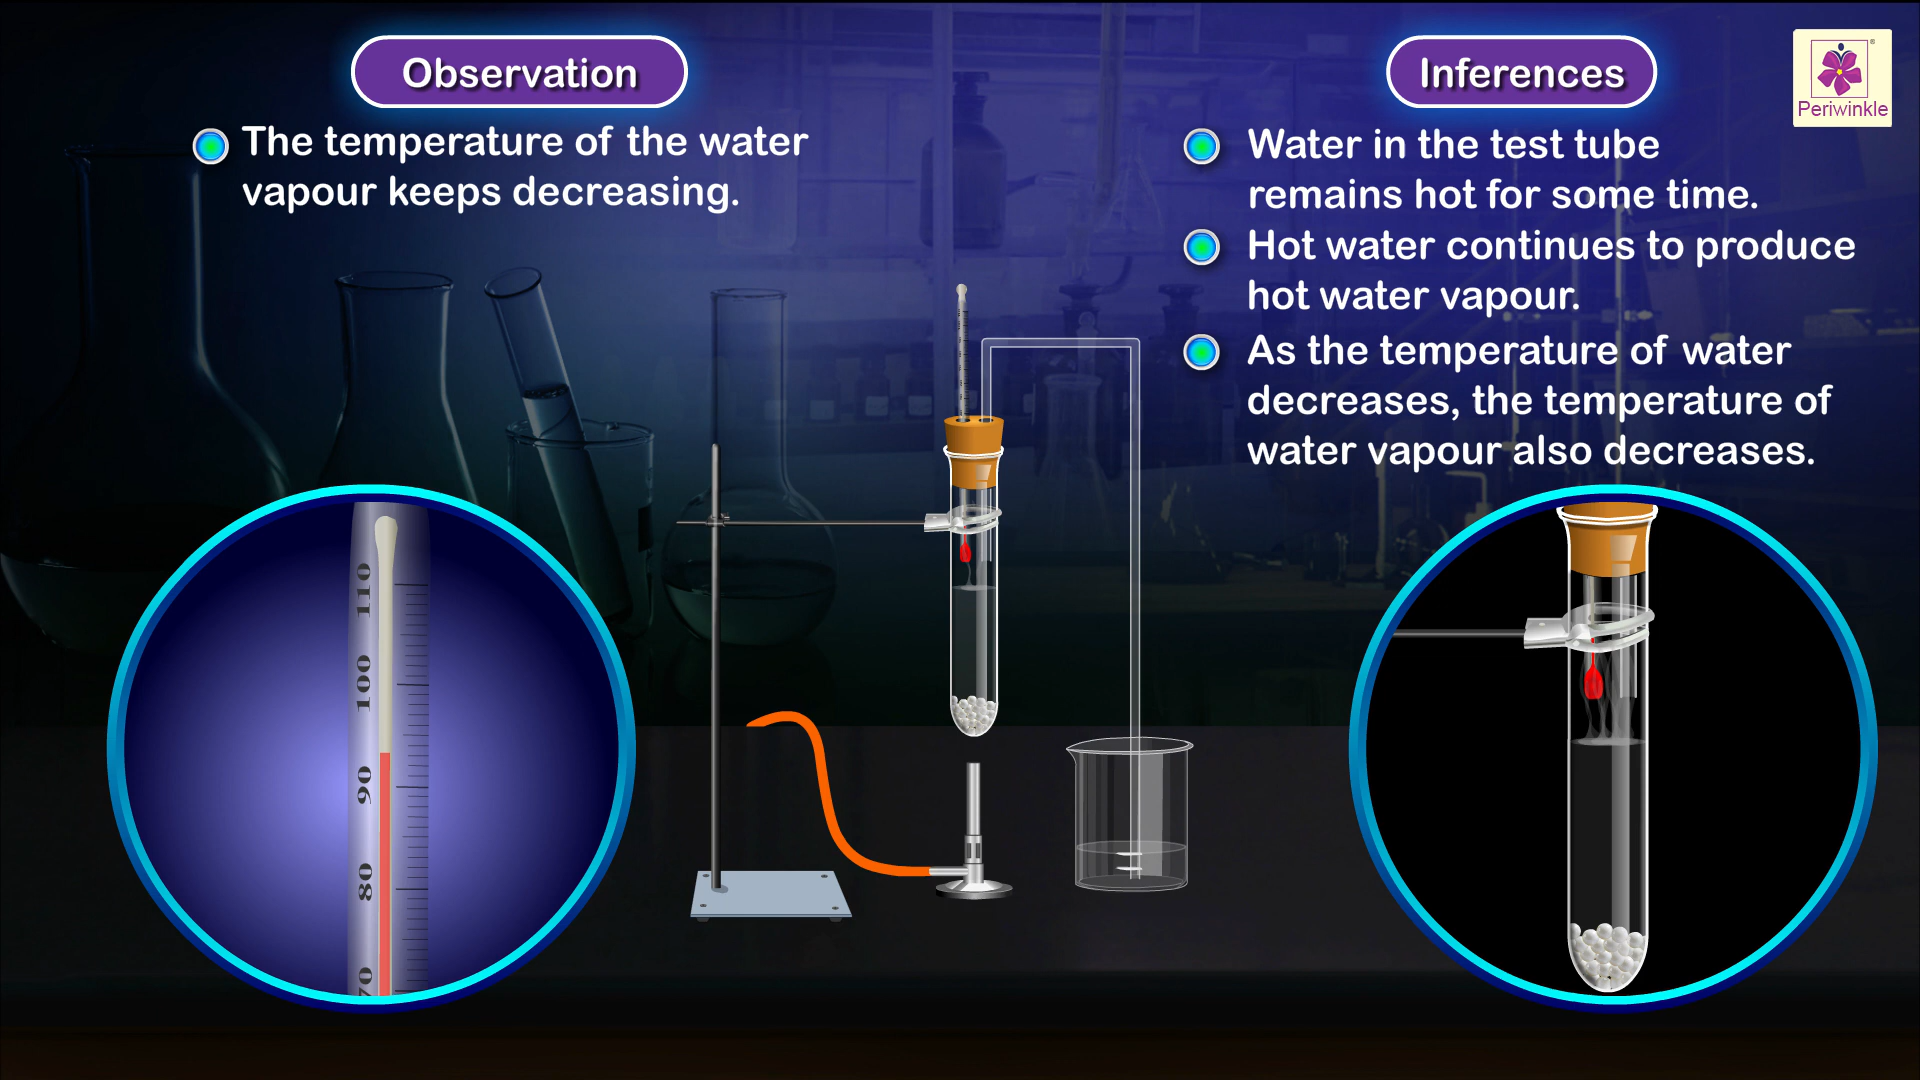 Observation
The temperature of the water
vapour keeps decreasing.
Inferences
Water in the test tube
remains hot for some time.
Hot water continues to produce
hot water vapour.
As the temperature of water
decreases, the temperature of
water vapour also decreases.
®
Periwinkle
110
100
90
80
70